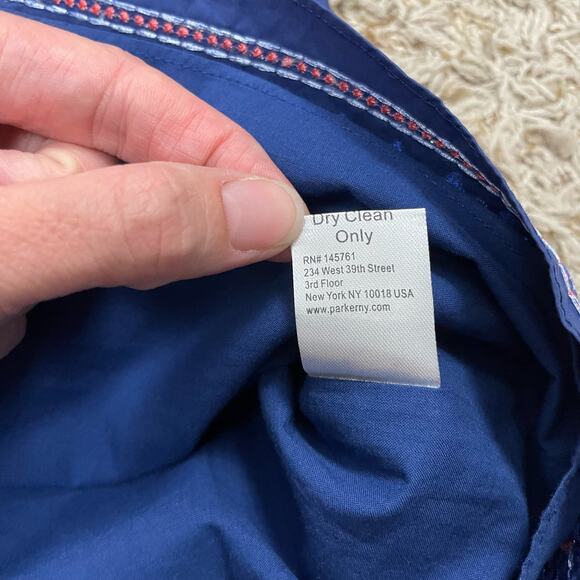 Dry Clean
Only
RN# 145761
234 West 39th Street
3rd Floor
New York NY 10018 USA
www.parkerny.com